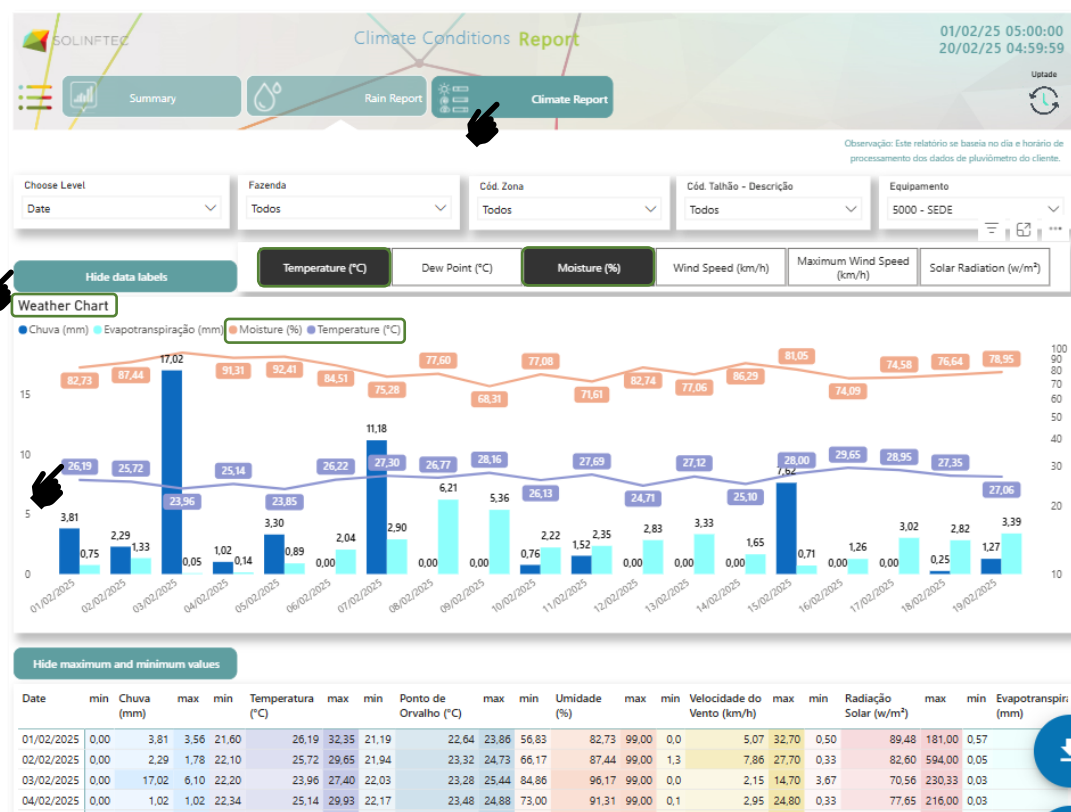 SOLINFTEC
Climate Conditions Report
01/02/25 05:00:00
20/02/25 04:59:59
Uptade
Summary
Rain Report
Climate Report
Observação: Este relatório se baseia no dia e horário de
processamento dos dados de pluviômetro do cliente.
Choose Level
Date
Fazenda
Todos
Cód. Zona
Todos
Cód. Talhão - Descrição
Todos
Equipamento
5000 - SEDE
Hide data labels
Temperature (°C)
Dew Point (°C)
Moisture (%)
Wind Speed (km/h)
Maximum Wind Speed
(km/h)
Solar Radiation (w/m²)
Weather Chart
Chuva (mm) Evapotranspiração (mm) Moisture (%) Temperature (°C)
15
10
5
0
100
90
80
70
60
50
40
30
20
10
82,73 87,44 91,31 92,41 84,51 75,28 77,60 68,31 77,08 71,61 82,74 77,06 86,29 81,05 74,09 74,58 76,64 78,95
26,19 25,72 23,96 25,14 23,85 26,22 27,30 26,77 28,16 26,13 27,69 24,71 27,12 25,10 28,00 29,65 28,95 27,35 27,06
3,81 0,75 2,29 1,33 17,02 0,05 1,02 0,14 3,30 0,89 0,00 2,04 11,18 2,90 0,00 6,21 0,00 5,36 0,76 2,22 1,52 2,35 0,00 2,83 0,00 3,33 0,00 1,65 7,62 0,71 0,00 1,26 0,00 3,02 0,25 2,82 1,27 3,39
01/02/2025 02/02/2025 03/02/2025 04/02/2025 05/02/2025 06/02/2025 07/02/2025 08/02/2025 09/02/2025 10/02/2025 11/02/2025 12/02/2025 13/02/2025 14/02/2025 15/02/2025 16/02/2025 17/02/2025 18/02/2025 19/02/2025
Hide maximum and minimum values
Date min Chuva (mm) max min Temperatura (°C) max min Ponto de Orvalho (°C) max min Umidade (%) max min Velocidade do Vento (km/h) max min Radiação Solar (w/m²) max min Evapotranspira (mm)
01/02/2025 0,00 3,81 3,56 21,60 26,19 32,35 21,19 22,64 23,86 56,83 82,73 99,00 0,0 5,07 32,70 0,50 89,48 181,00 0,57
02/02/2025 0,00 2,29 1,78 22,10 25,72 29,65 21,94 23,32 24,73 66,17 87,44 99,00 1,3 7,86 27,70 0,33 82,60 594,00 0,05
03/02/2025 0,00 17,02 6,10 22,20 23,96 27,40 22,03 23,28 25,44 84,86 96,17 99,00 0,0 2,15 14,70 3,67 70,56 230,33 0,03
04/02/2025 0,00 1,02 1,02 22,34 25,14 29,93 22,17 23,48 24,88 73,00 91,31 99,00 0,1 2,95 24,80 0,33 77,65 216,00 0,03